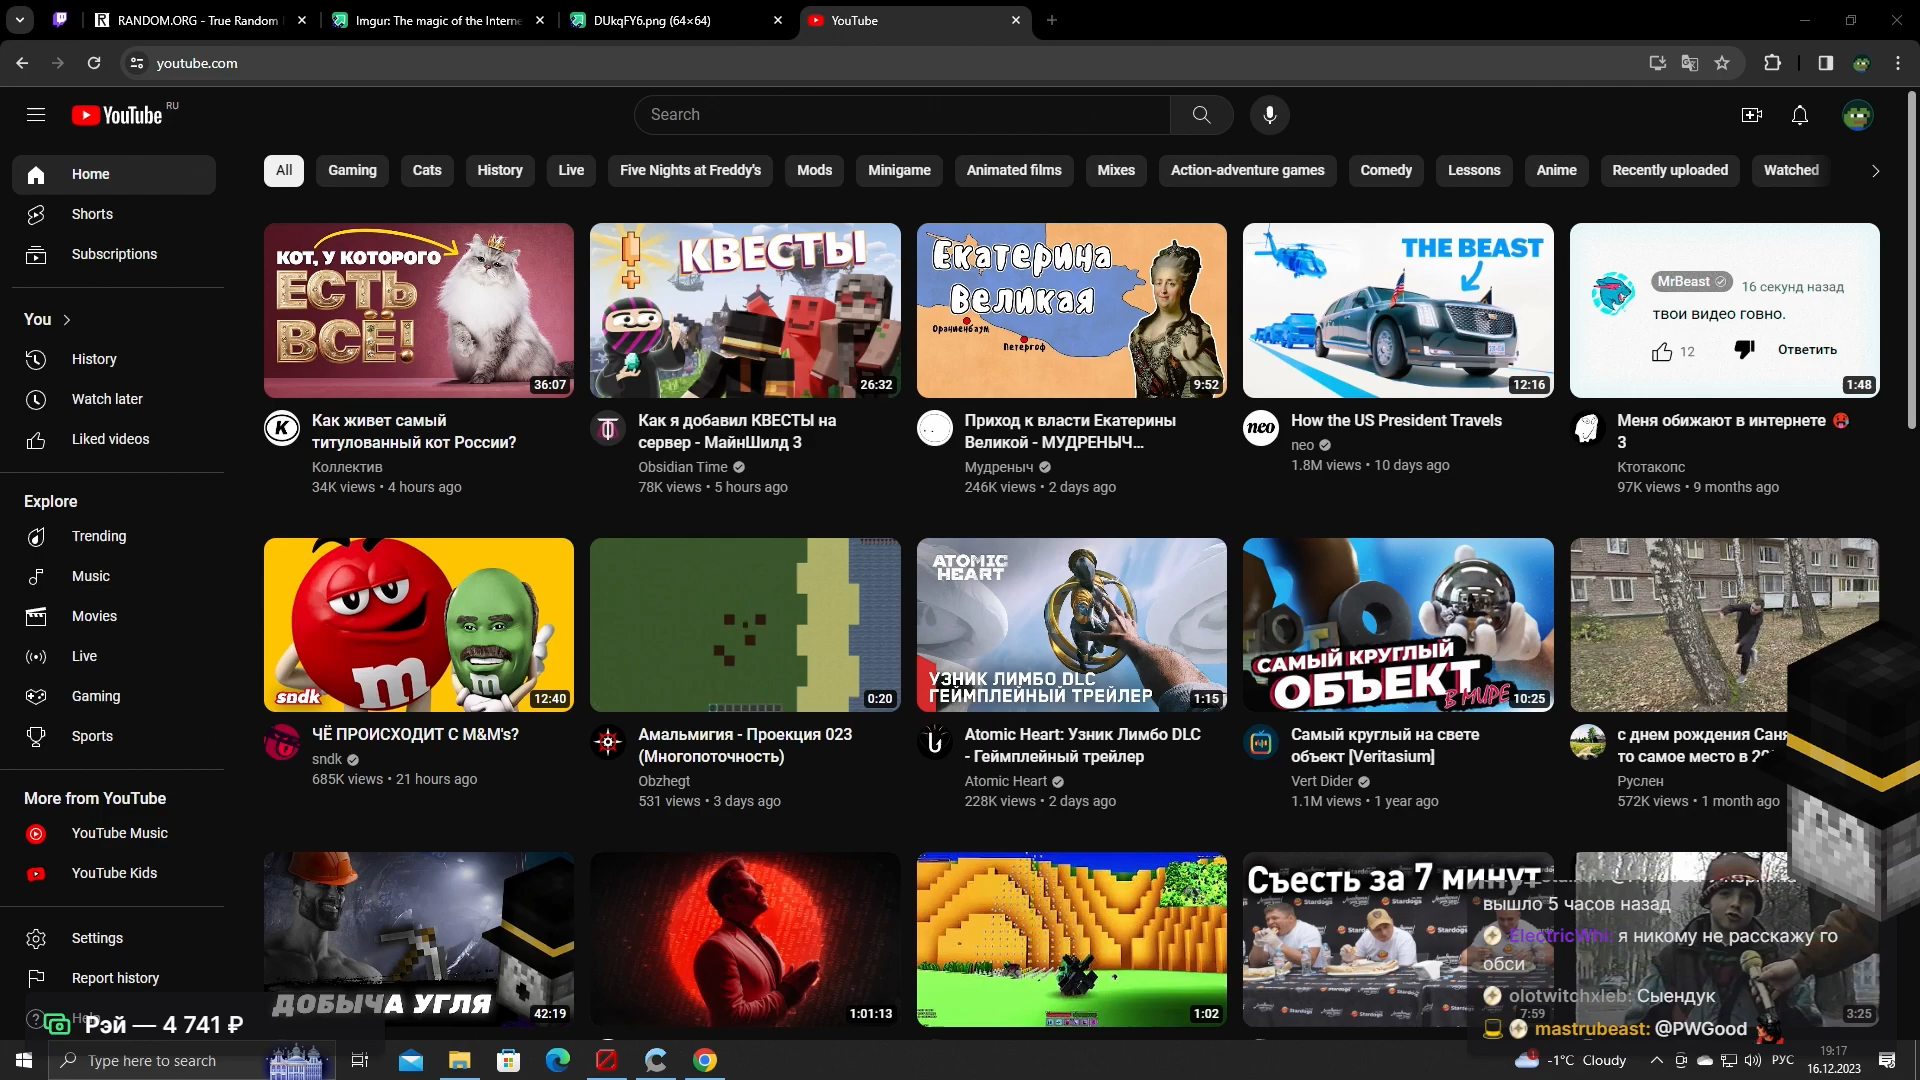 RANDOM.ORG - True Random
Imgur: The magic of the Interne
DUkqFY6.png (64×64)
YouTube
youtube.com
YouTube RU
Search
Home
Shorts
Subscriptions
You
History
Watch later
Liked videos
Explore
Trending
Music
Movies
Live
Gaming
Sports
More from YouTube
YouTube Music
YouTube Kids
Settings
Report history
Help
Рэй — 4 741 ₽
All
Gaming
Cats
History
Live
Five Nights at Freddy's
Mods
Minigame
Animated films
Mixes
Action-adventure games
Comedy
Lessons
Anime
Recently uploaded
Watched
КОТ, У КОТОРОГО
ЕСТЬ
ВСЁ!
36:07
Как живет самый
титулованный кот России?
Коллектив
34K views • 4 hours ago
КВЕСТЫ
26:32
Как я добавил КВЕСТЫ на
сервер - МайнШилд 3
Obsidian Time
78K views • 5 hours ago
Екатерина
Великая
Ораниенбаум
Петергоф
9:52
Приход к власти Екатерины
Великой - МУДРЕНЫЧ...
Мудреныч
246K views • 2 days ago
THE BEAST
12:16
neo
How the US President Travels
neo
1.8M views • 10 days ago
MrBeast
16 секунд назад
твои видео говно.
12
Ответить
1:48
Меня обижают в интернете
3
Ктотакопс
97K views • 9 months ago
m
m
sndk
12:40
ЧЁ ПРОИСХОДИТ С M&M's?
sndk
685K views • 21 hours ago
0:20
Амальмигия - Проекция 023
(Многопоточность)
Obzhegt
531 views • 3 days ago
ATOMIC
HEART
УЗНИК ЛИМБО DLC
ГЕЙМПЛЕЙНЫЙ ТРЕЙЛЕР
1:15
Atomic Heart: Узник Лимбо DLC
- Геймплейный трейлер
Atomic Heart
228K views • 2 days ago
САМЫЙ КРУГЛЫЙ
ОБЪЕКТ
В МИРЕ
10:25
Самый круглый на свете
объект [Veritasium]
Vert Dider
1.1M views • 1 year ago
с днем рождения Саня
то самое место в
Руслен
572K views • 1 month ago
ДОБЫЧА УГЛЯ
42:19
1:01:13
1:02
Съесть за 7 минут
Stardogs
7:59
3:25
вышло 5 часов назад
ElectricWhi: я никому не расскажу го
обси
olotwitchxleb: Сыендук
mastrubeast: @PWGood
Type here to search
-1°C Cloudy
РУС
19:17
16.12.2023